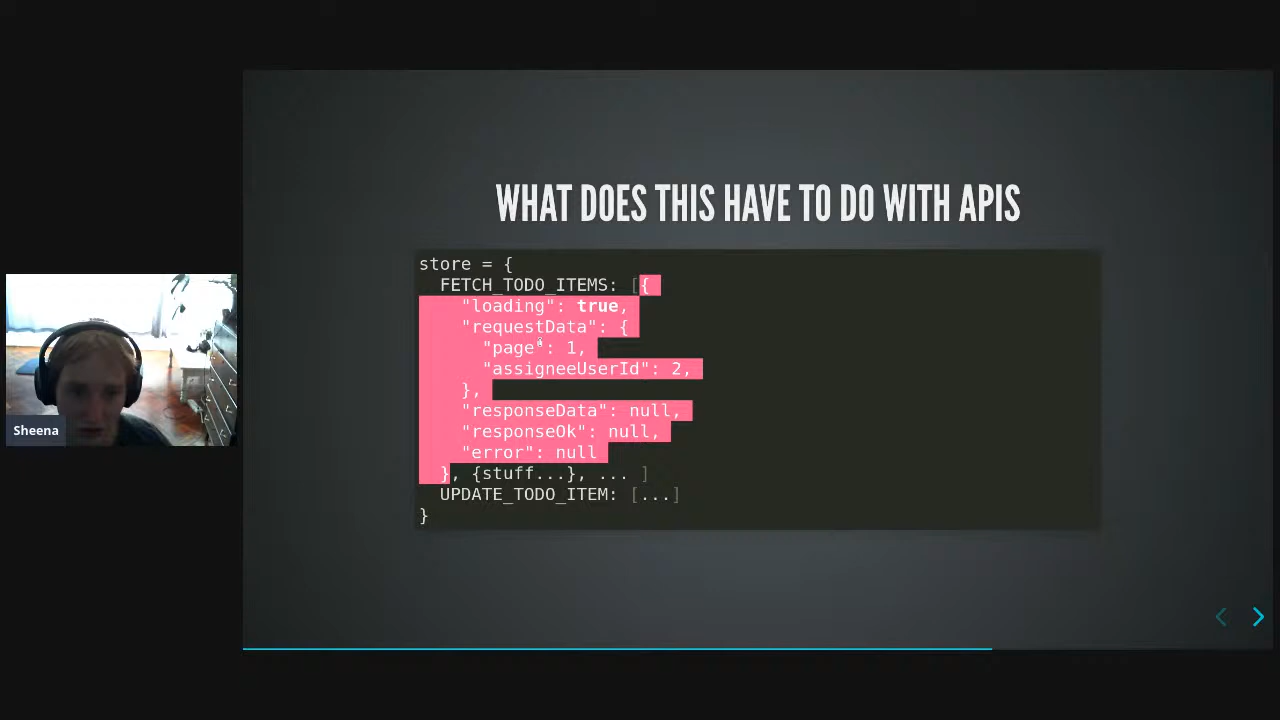 WHAT DOES THIS HAVE TO DO WITH APIS
store = {
FETCH_TODO_ITEMS: [{
"loading": true,
"requestData": {
"page": 1,
"assigneeUserId": 2,
},
"responseData": null,
"responseOk": null,
"error": null
}, {stuff...}, ... ]
UPDATE_TODO_ITEM: [...]
}
Sheena